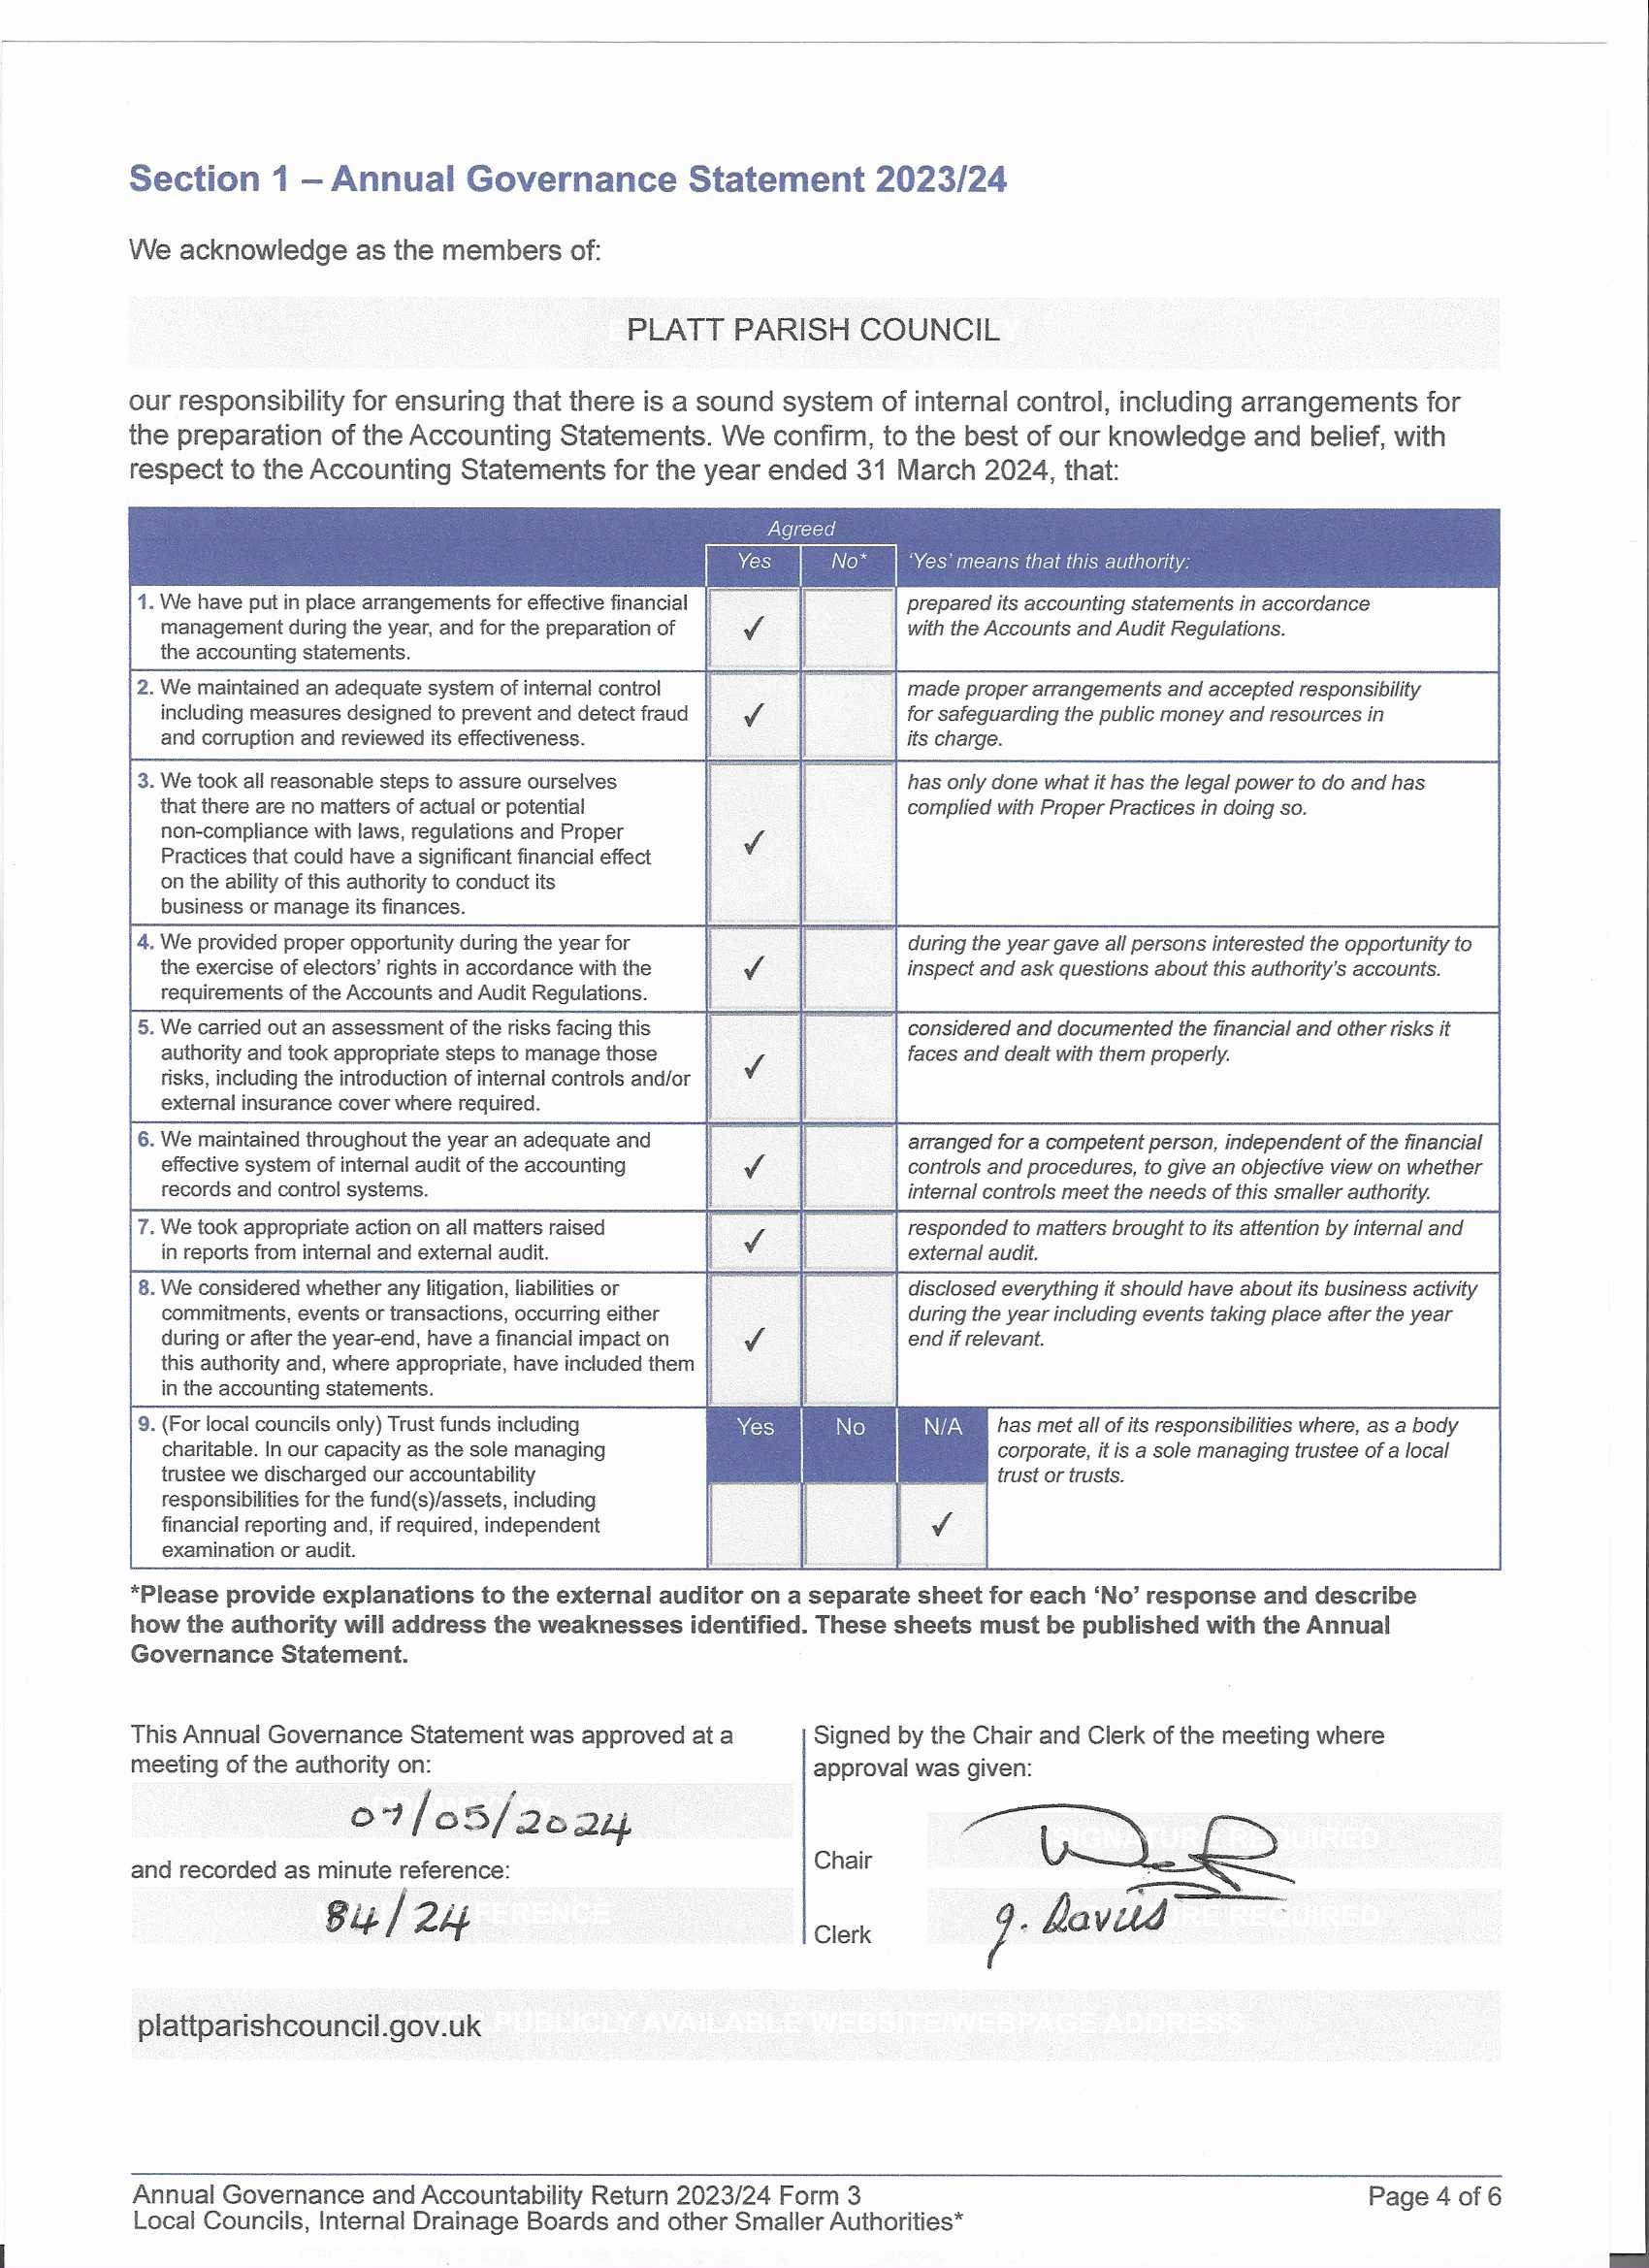 Section 1 – Annual Governance Statement 2023/24
We acknowledge as the members of:
PLATT PARISH COUNCIL
our responsibility for ensuring that there is a sound system of internal control, including arrangements for
the preparation of the Accounting Statements. We confirm, to the best of our knowledge and belief, with
respect to the Accounting Statements for the year ended 31 March 2024, that:
Agreed
Yes No* ‘Yes’ means that this authority:
1. We have put in place arrangements for effective financial
management during the year, and for the preparation of
the accounting statements.
✓
prepared its accounting statements in accordance
with the Accounts and Audit Regulations.
2. We maintained an adequate system of internal control
including measures designed to prevent and detect fraud
and corruption and reviewed its effectiveness.
✓
made proper arrangements and accepted responsibility
for safeguarding the public money and resources in
its charge.
3. We took all reasonable steps to assure ourselves
that there are no matters of actual or potential
non-compliance with laws, regulations and Proper
Practices that could have a significant financial effect
on the ability of this authority to conduct its
business or manage its finances.
✓
has only done what it has the legal power to do and has
complied with Proper Practices in doing so.
4. We provided proper opportunity during the year for
the exercise of electors’ rights in accordance with the
requirements of the Accounts and Audit Regulations.
✓
during the year gave all persons interested the opportunity to
inspect and ask questions about this authority’s accounts.
5. We carried out an assessment of the risks facing this
authority and took appropriate steps to manage those
risks, including the introduction of internal controls and/or
external insurance cover where required.
✓
considered and documented the financial and other risks it
faces and dealt with them properly.
6. We maintained throughout the year an adequate and
effective system of internal audit of the accounting
records and control systems.
✓
arranged for a competent person, independent of the financial
controls and procedures, to give an objective view on whether
internal controls meet the needs of this smaller authority.
7. We took appropriate action on all matters raised
in reports from internal and external audit.
✓
responded to matters brought to its attention by internal and
external audit.
8. We considered whether any litigation, liabilities or
commitments, events or transactions, occurring either
during or after the year-end, have a financial impact on
this authority and, where appropriate, have included them
in the accounting statements.
✓
disclosed everything it should have about its business activity
during the year including events taking place after the year
end if relevant.
9. (For local councils only) Trust funds including
charitable. In our capacity as the sole managing
trustee we discharged our accountability
responsibilities for the fund(s)/assets, including
financial reporting and, if required, independent
examination or audit.
Yes No N/A
✓
has met all of its responsibilities where, as a body
corporate, it is a sole managing trustee of a local
trust or trusts.
*Please provide explanations to the external auditor on a separate sheet for each ‘No’ response and describe
how the authority will address the weaknesses identified. These sheets must be published with the Annual
Governance Statement.
This Annual Governance Statement was approved at a
meeting of the authority on:
07/05/2024
and recorded as minute reference:
84/24
Signed by the Chair and Clerk of the meeting where
approval was given:
Chair
SIGNATURE REQUIRED
Clerk
g. Davies
plattparishcouncil.gov.uk
PUBLICLY AVAILABLE WEBSITE/WEBPAGE ADDRESS
Annual Governance and Accountability Return 2023/24 Form 3
Local Councils, Internal Drainage Boards and other Smaller Authorities*
Page 4 of 6